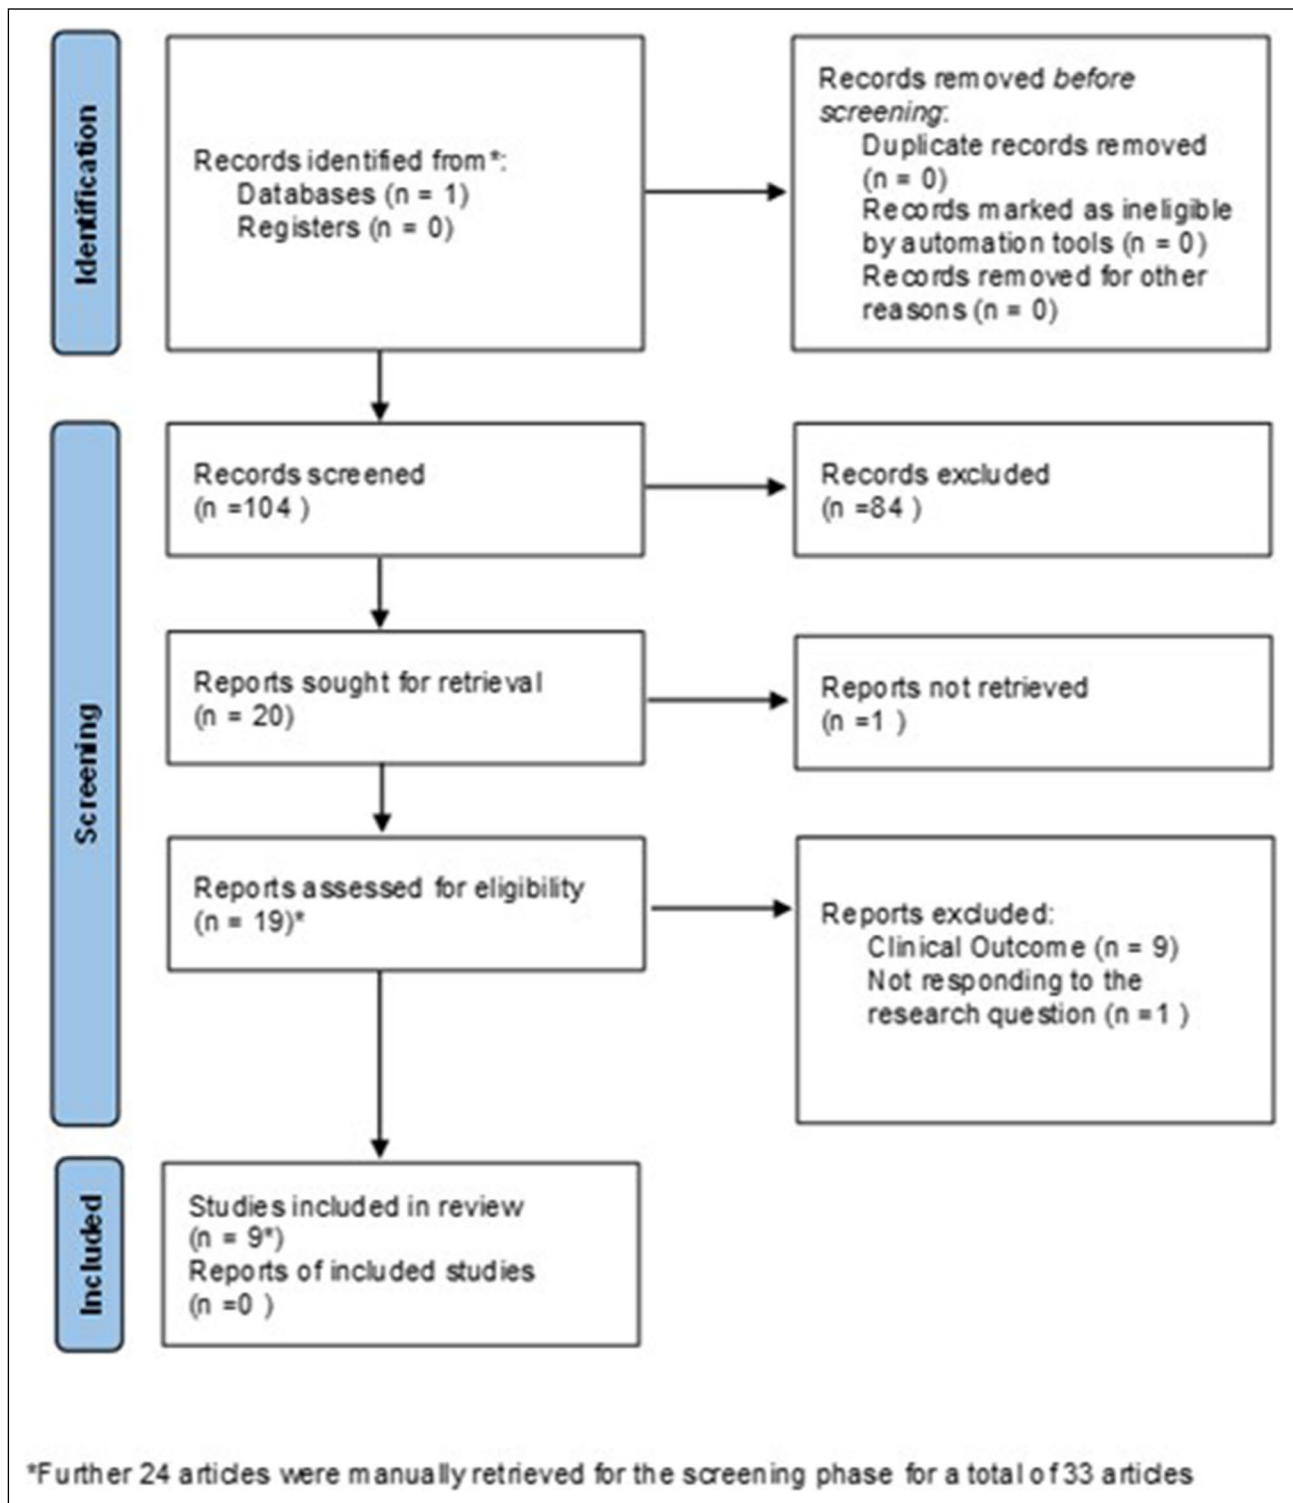 Identification
Records identified from*:
Databases (n = 1)
Registers (n = 0)
Records removed before
screening:
Duplicate records removed
(n = 0)
Records marked as ineligible
by automation tools (n = 0)
Records removed for other
reasons (n = 0)
Screening
Records screened
(n =104 )
Records excluded
(n =84 )
Reports sought for retrieval
(n = 20)
Reports not retrieved
(n =1 )
Reports assessed for eligibility
(n = 19)*
Reports excluded:
Clinical Outcome (n = 9)
Not responding to the
research question (n =1 )
Included
Studies included in review
(n = 9*)
Reports of included studies
(n =0 )
*Further 24 articles were manually retrieved for the screening phase for a total of 33 articles